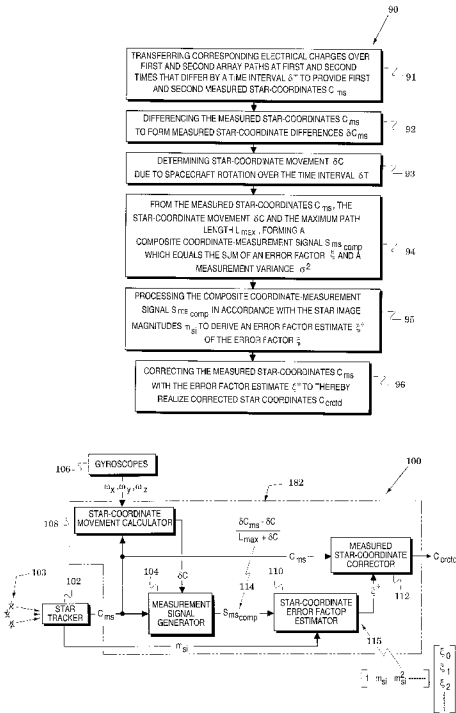 90
TRANSFERRING CORRESPONDING ELECTRICAL CHARGES OVER
FIRST AND SECOND ARRAY PATHS AT FIRST AND SECOND
TIMES THAT DIFFER BY A TIME INTERVAL δT TO PROVIDE FIRST
AND SECOND MEASURED STAR-COORDINATES Cms
91
DIFFERENCING THE MEASURED STAR-COORDINATES Cms
TO FORM MEASURED STAR-COORDINATE DIFFERENCES δCms
92
DETERMINING STAR-COORDINATE MOVEMENT δC
DUE TO SPACECRAFT ROTATION OVER THE TIME INTERVAL δT
93
FROM THE MEASURED STAR-COORDINATES Cms, THE
STAR-COORDINATE MOVEMENT δC AND THE MAXIMUM PATH
LENGTH Lmax, FORMING A
COMPOSITE COORDINATE-MEASUREMENT SIGNAL Smscomp
WHICH EQUALS THE SUM OF AN ERROR FACTOR ξ AND A
MEASUREMENT VARIANCE σ²
94
PROCESSING THE COMPOSITE COORDINATE-MEASUREMENT
SIGNAL Smscomp IN ACCORDANCE WITH THE STAR IMAGE
MAGNITUDES msi TO DERIVE AN ERROR FACTOR ESTIMATE ξ*
OF THE ERROR FACTOR ξ
95
CORRECTING THE MEASURED STAR-COORDINATES Cms
WITH THE ERROR FACTOR ESTIMATE ξ* TO THEREBY
REALIZE CORRECTED STAR COORDINATES Ccrctd
96
100
106
GYROSCOPES
ωx, ωy, ωz
182
108
STAR-COORDINATE
MOVEMENT CALCULATOR
δCms - δC
Lmax + δC
MEASURED
STAR-COORDINATE
CORRECTOR
Ccrctd
103
102
104
δC
110
Cms
114
ξ*
112
STAR
TRACKER
Cms
MEASUREMENT
SIGNAL
GENERATOR
Smscomp
STAR-COORDINATE
ERROR FACTOR
ESTIMATOR
msi
115
[1 msi msi² ------]
ξ0
ξ1
ξ2